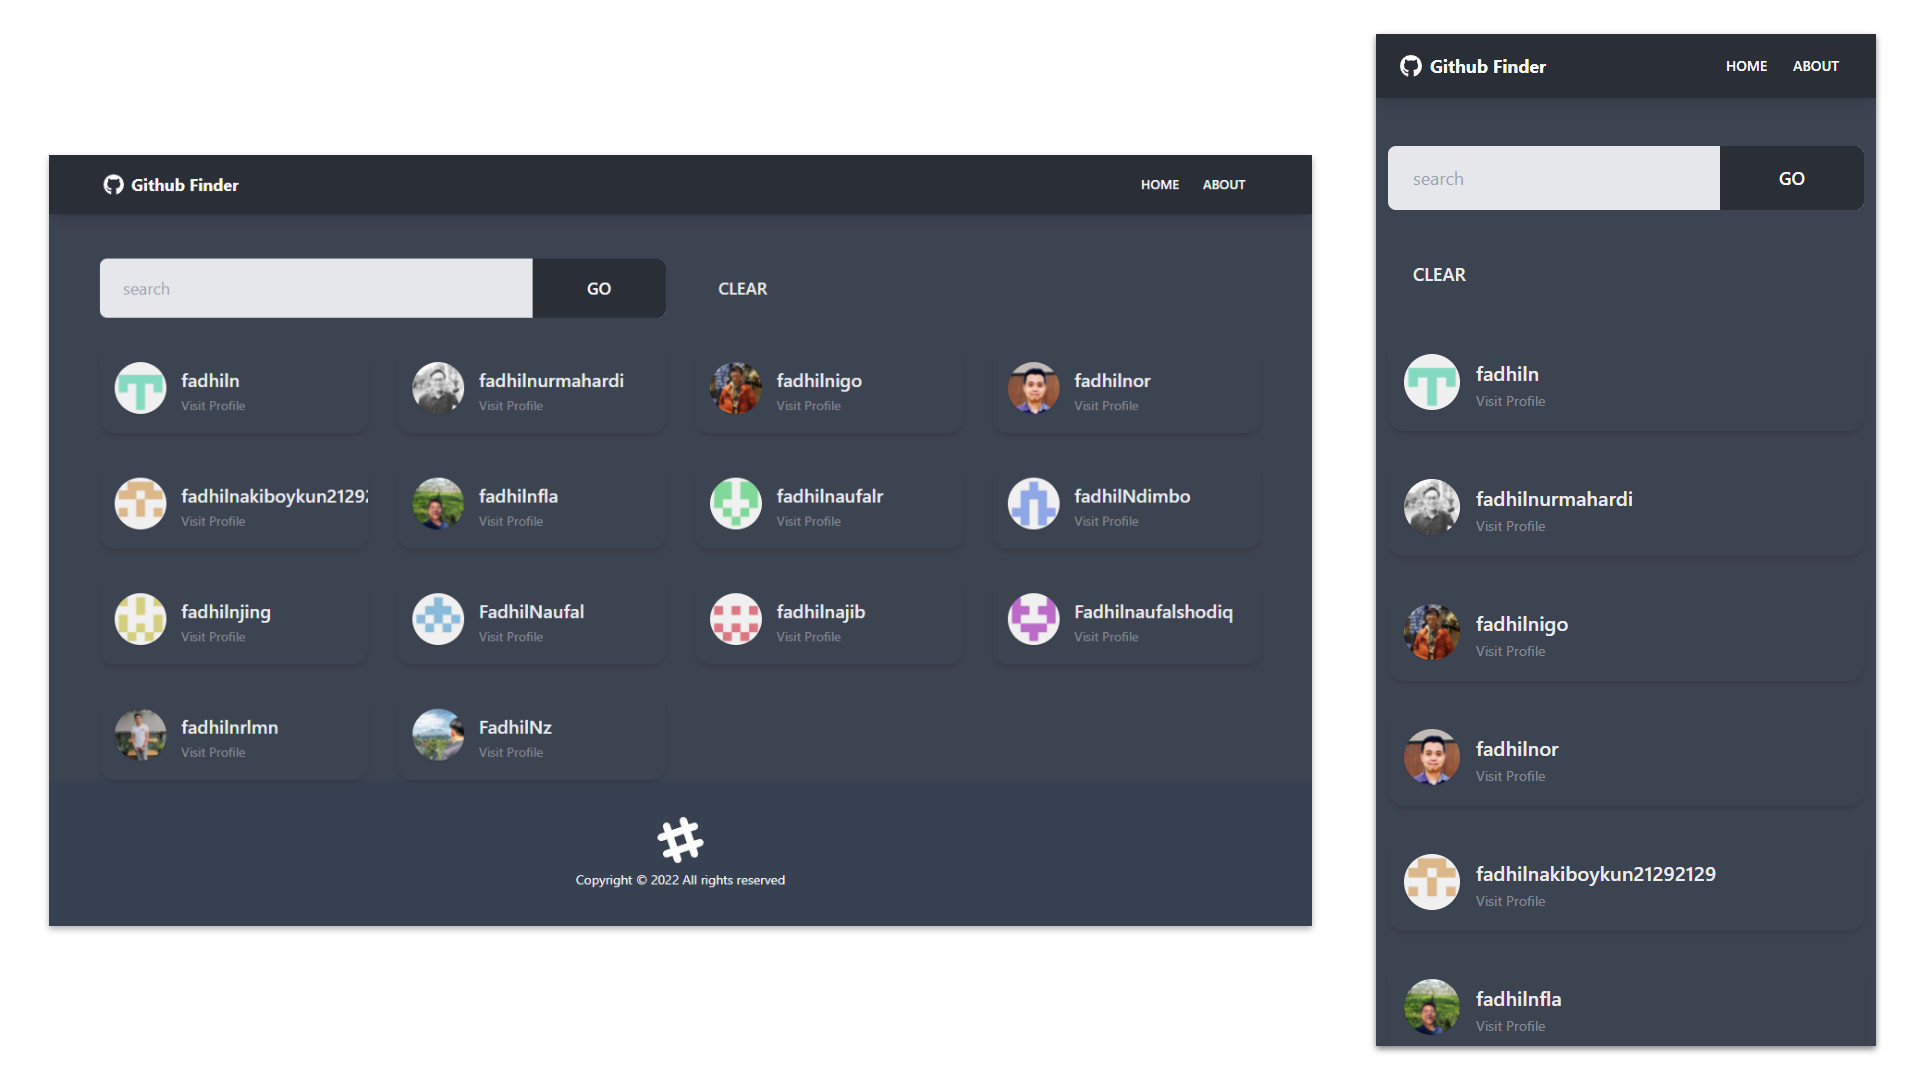 Github Finder HOME ABOUT
search GO CLEAR
fadhiln fadhilnurmahardi fadhilnigo fadhilnor
Visit Profile Visit Profile Visit Profile Visit Profile
fadhilnakiboykun21292 fadhilnfla fadhilnaufalr fadhilNdimbo
Visit Profile Visit Profile Visit Profile Visit Profile
fadhilnjing FadhilNaufal fadhilnajib Fadhilnaufalshodiq
Visit Profile Visit Profile Visit Profile Visit Profile
fadhilnrlmn FadhilNz
Visit Profile Visit Profile
Copyright © 2022 All rights reserved
Github Finder HOME ABOUT
search GO
CLEAR
fadhiln
Visit Profile
fadhilnurmahardi
Visit Profile
fadhilnigo
Visit Profile
fadhilnor
Visit Profile
fadhilnakiboykun21292129
Visit Profile
fadhilnfla
Visit Profile